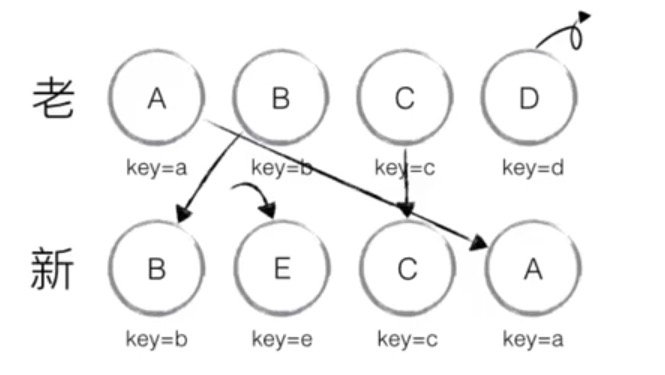 老 A B C D
key=a key=b key=c key=d
新 B E C A
key=b key=e key=c key=a